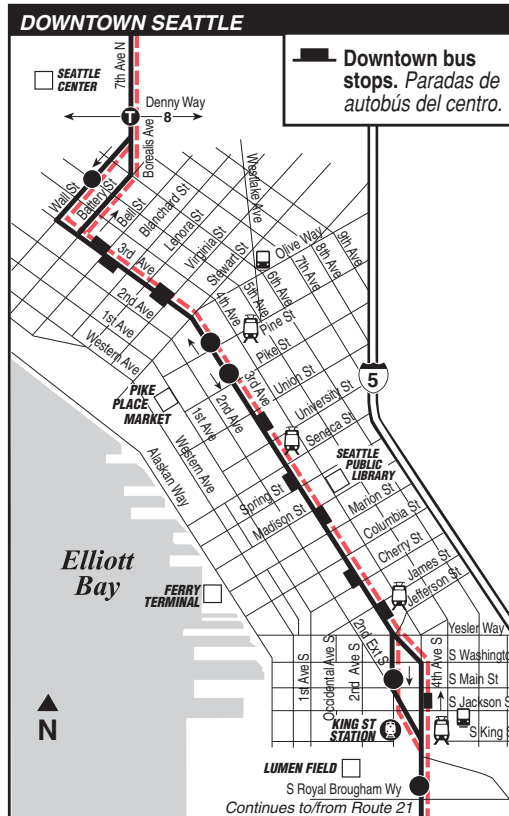 DOWNTOWN SEATTLE
Downtown bus
stops. Paradas de
autobús del centro.
7th Ave N
SEATTLE
CENTER
T
Denny Way
8
Borealis Ave
Wall St
Battery St
Bell St
Blanchard St
Lenora St
Virginia St
Stewart St
Westlake Ave
Olive Way
9th Ave
8th Ave
7th Ave
6th Ave
5th Ave
4th Ave
3rd Ave
2nd Ave
1st Ave
Western Ave
Pine St
Pike St
5
PIKE
PLACE
MARKET
3rd Ave
2nd Ave
1st Ave
Western Ave
Alaskan Way
Union St
University St
Seneca St
SEATTLE
PUBLIC
LIBRARY
Spring St
Madison St
Marion St
Columbia St
Cherry St
James St
Jefferson St
Elliott
Bay
FERRY
TERMINAL
Yesler Way
S Washingto
S Main St
S Jackson S
S King S
1st Ave S
Occidental Ave S
2nd Ave S
2nd Ext S
4th Ave S
KING ST
STATION
N
LUMEN FIELD
S Royal Brougham Wy
Continues to/from Route 21